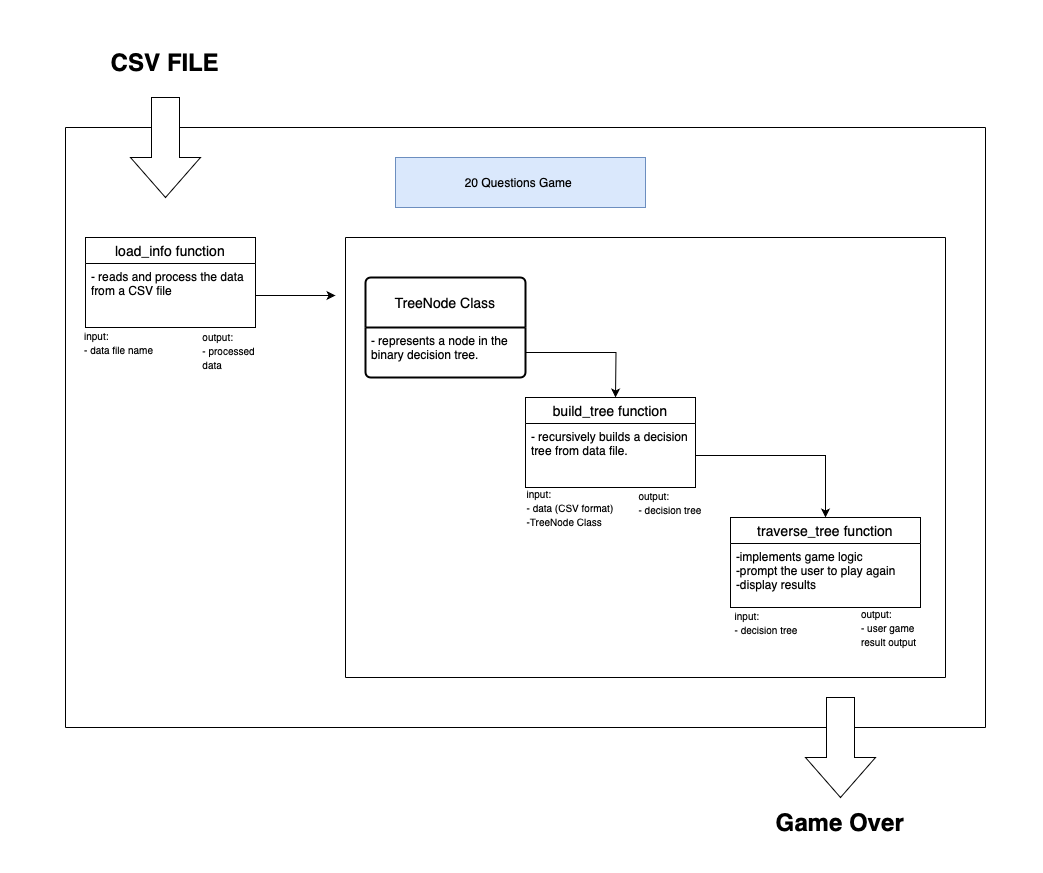 CSV FILE
20 Questions Game
load_info function
- reads and process the data
from a CSV file
input:
- data file name
output:
- processed
data
TreeNode Class
- represents a node in the
binary decision tree.
build_tree function
- recursively builds a decision
tree from data file.
input:
- data (CSV format)
-TreeNode Class
output:
- decision tree
traverse_tree function
-implements game logic
-prompt the user to play again
-display results
input:
- decision tree
output:
- user game
result output
Game Over